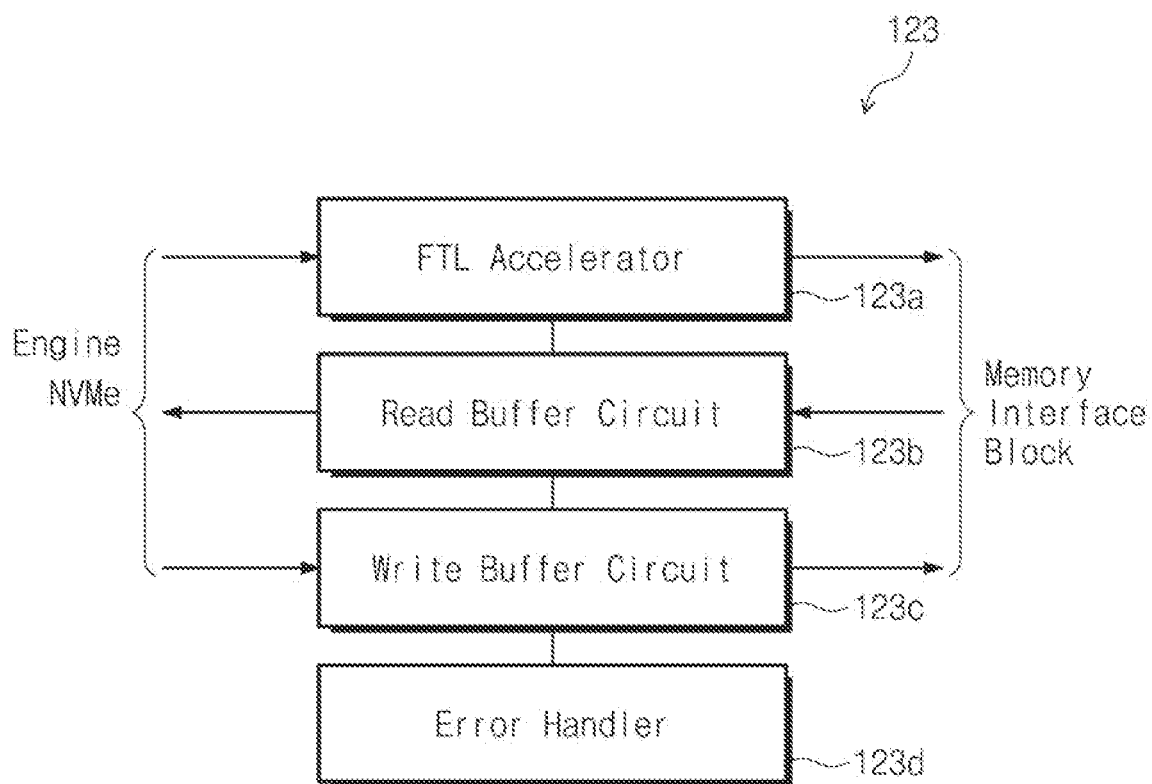 123
FTL Accelerator
123a
Engine
NVMe
Read Buffer Circuit
123b
Memory
Interface
Block
Write Buffer Circuit
123c
Error Handler
123d